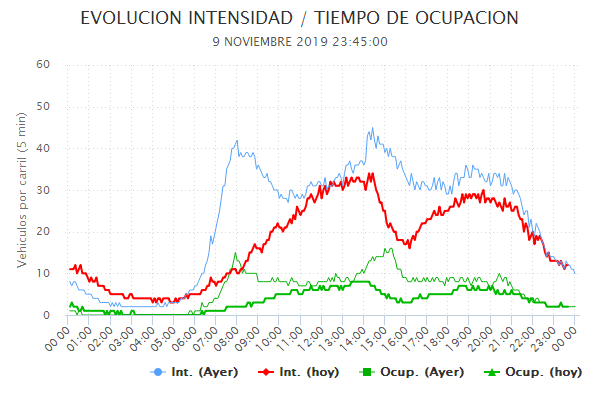 EVOLUCION INTENSIDAD / TIEMPO DE OCUPACION
9 NOVIEMBRE 2019 23:45:00
Vehiculos por carril (5 min)
60
50
40
30
20
10
0
00:00 01:00 02:00 03:00 04:00 05:00 06:00 07:00 08:00 09:00 10:00 11:00 12:00 13:00 14:00 15:00 16:00 17:00 18:00 19:00 20:00 21:00 22:00 23:00 00:00
Int. (Ayer) Int. (hoy) Ocup. (Ayer) Ocup. (hoy)